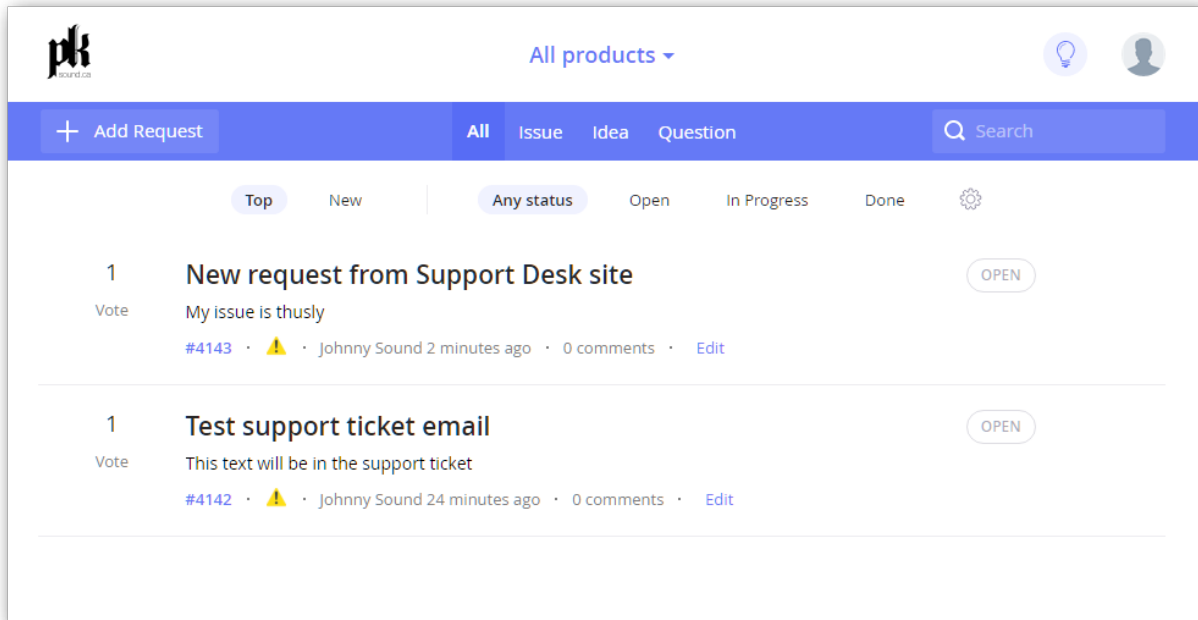 pk
sound.ca
All products
Add Request
All Issue Idea Question
Search
Top New Any status Open In Progress Done
1 New request from Support Desk site OPEN
Vote My issue is thusly
#4143 · · Johnny Sound 2 minutes ago · 0 comments · Edit
1 Test support ticket email OPEN
Vote This text will be in the support ticket
#4142 · · Johnny Sound 24 minutes ago · 0 comments · Edit